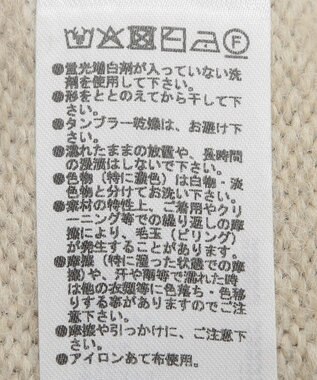 ●蛍光増白剤が入っていない洗
剤を使用して下さい。
●形をととのえてから干して下
さい。
●タンブラー乾燥は、お避け下
さい。
●濡れたままの放置や、長時間
の浸漬はしないで下さい。
●色物(特に濃色)は白物・淡
色物と分けてお洗い下さい。
●素材の特性上、ご着用やクリ
ーニング等での繰り返しの摩
擦により、毛玉(ピリング)
が発生することがあります。
●摩擦(特に湿った状態での摩
擦)や、汗や雨等で濡れた時
は他の衣類等に色落ち・色移
りする事がありますのでご注
意下さい。
●摩擦や引っかけに、ご注意下
さい。
●アイロンあて布使用。